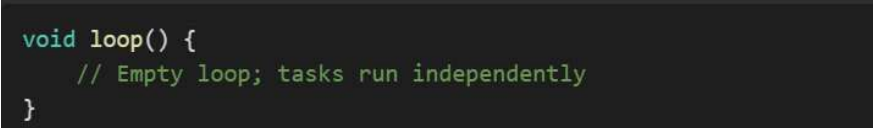 void loop() {
    // Empty loop; tasks run independently
}